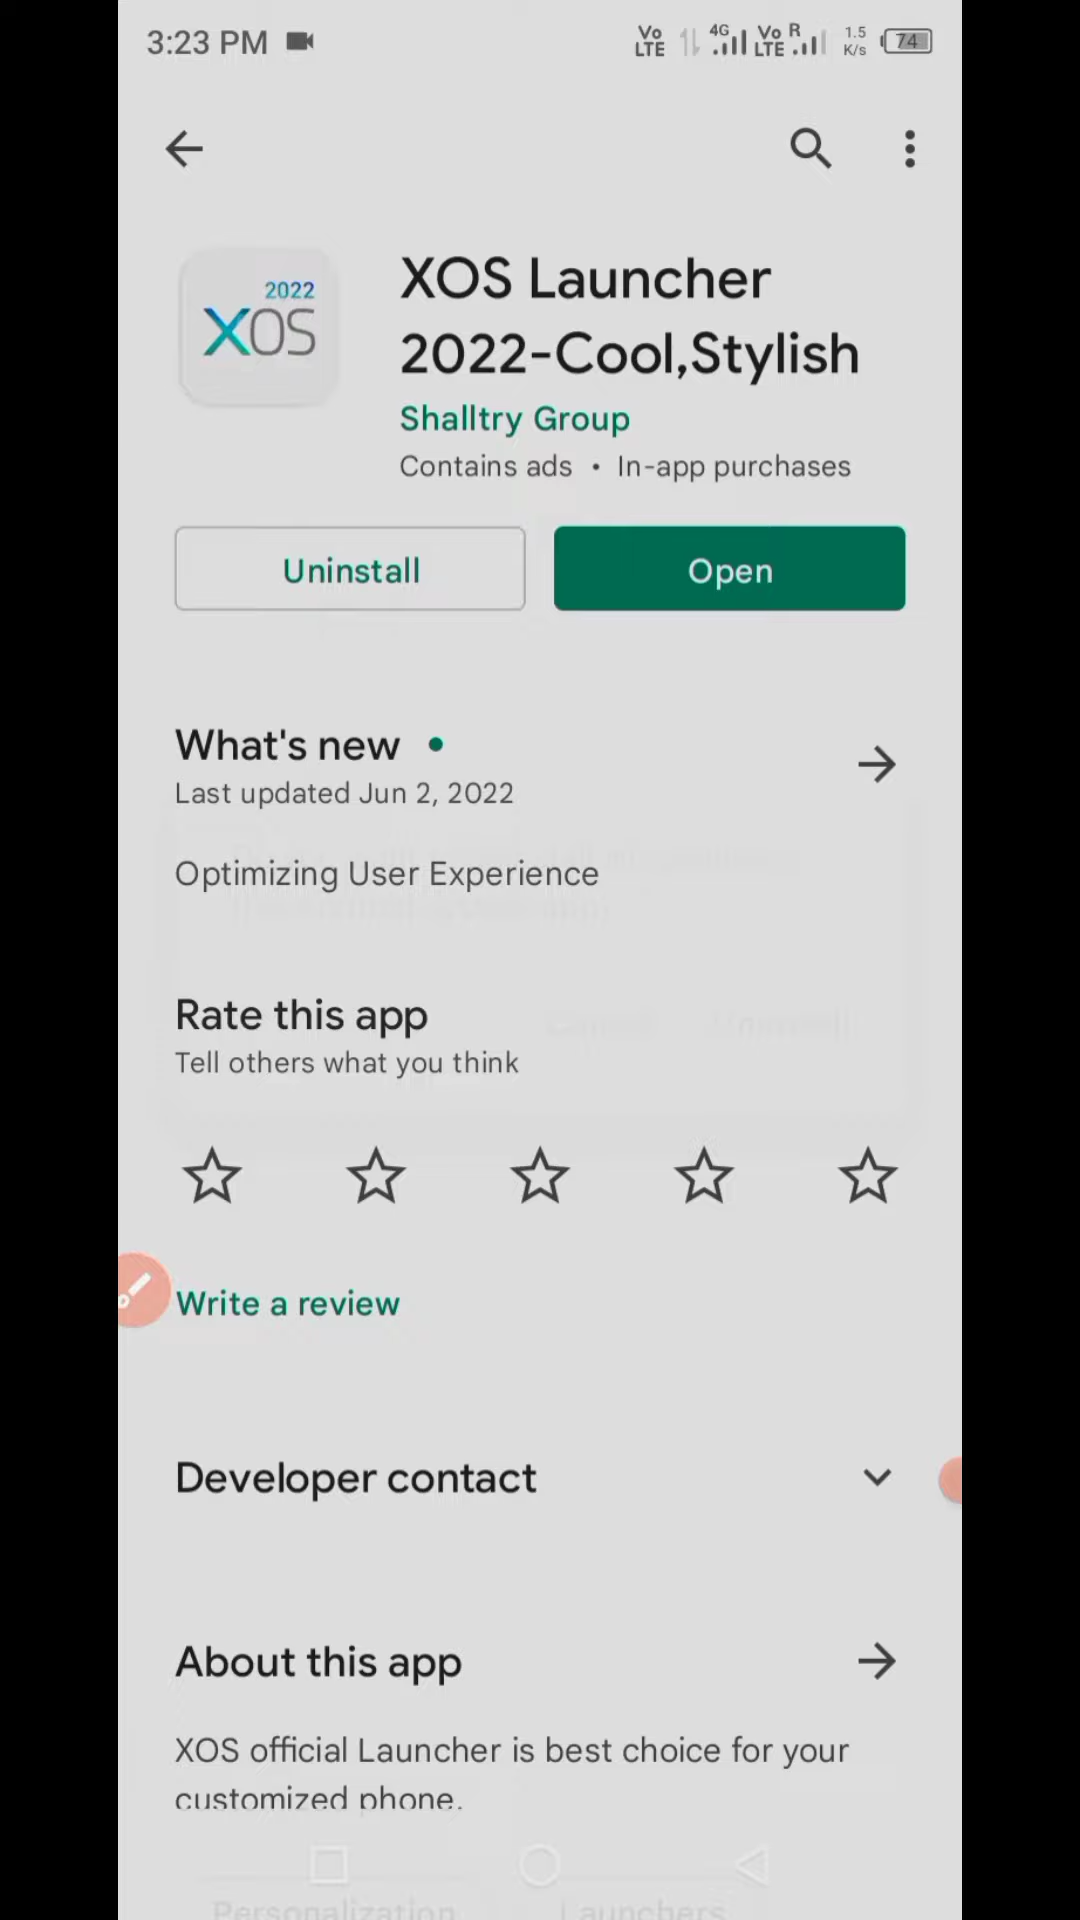 3:23 PM
Vo LTE 4G Vo LTE R 1.5 K/s 74
2022
XOS
XOS Launcher
2022-Cool,Stylish
Shalltry Group
Contains ads • In-app purchases
Uninstall
Open
What's new
Last updated Jun 2, 2022
Optimizing User Experience
Rate this app
Tell others what you think
Write a review
Developer contact
About this app
XOS official Launcher is best choice for your
customized phone.
Personalization
Launchers